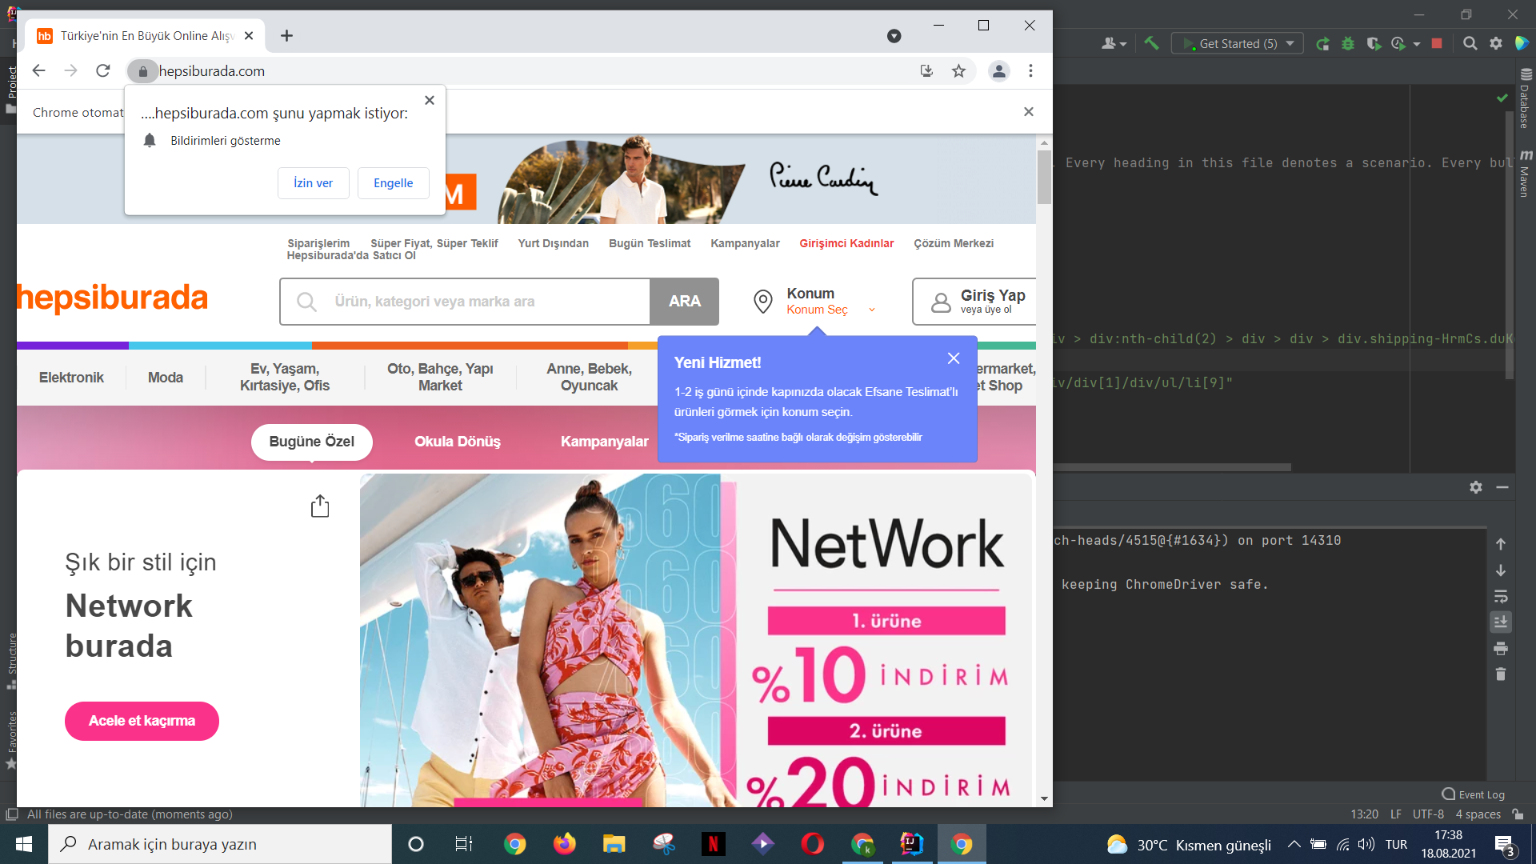 Türkiye'nin En Büyük Online Alışv
hepsiburada.com
Get Started (5)
Project
Database
Maven
Chrome otomat
....hepsiburada.com şunu yapmak istiyor:
Bildirimleri gösterme
İzin ver
Engelle
M
Pierre Cardin
. Every heading in this file denotes a scenario. Every bul
Siparişlerim
Süper Fiyat, Süper Teklif
Yurt Dışından
Bugün Teslimat
Kampanyalar
Girişimci Kadınlar
Çözüm Merkezi
Hepsiburada'da Satıcı Ol
hepsiburada
Ürün, kategori veya marka ara
ARA
Konum
Konum Seç
Giriş Yap
veya üye ol
v > div:nth-child(2) > div > div > div.shipping-HrmCs.duK
iv/div[1]/div/ul/li[9]"
Elektronik
Moda
Ev, Yaşam,
Kırtasiye, Ofis
Oto, Bahçe, Yapı
Market
Anne, Bebek,
Oyuncak
ermarket,
et Shop
Yeni Hizmet!
1-2 iş günü içinde kapınızda olacak Efsane Teslimat'lı
ürünleri görmek için konum seçin.
*Sipariş verilme saatine bağlı olarak değişim gösterebilir
Bugüne Özel
Okula Dönüş
Kampanyalar
Şık bir stil için
Network
burada
Acele et kaçırma
NetWork
1. ürüne
%10 İNDİRİM
2. ürüne
%20 İNDİRİM
ch-heads/4515@{#1634}) on port 14310
keeping ChromeDriver safe.
Structure
Favorites
Event Log
All files are up-to-date (moments ago)
13:20 LF UTF-8 4 spaces
Aramak için buraya yazın
30°C Kısmen güneşli
TUR
17:38
18.08.2021
3